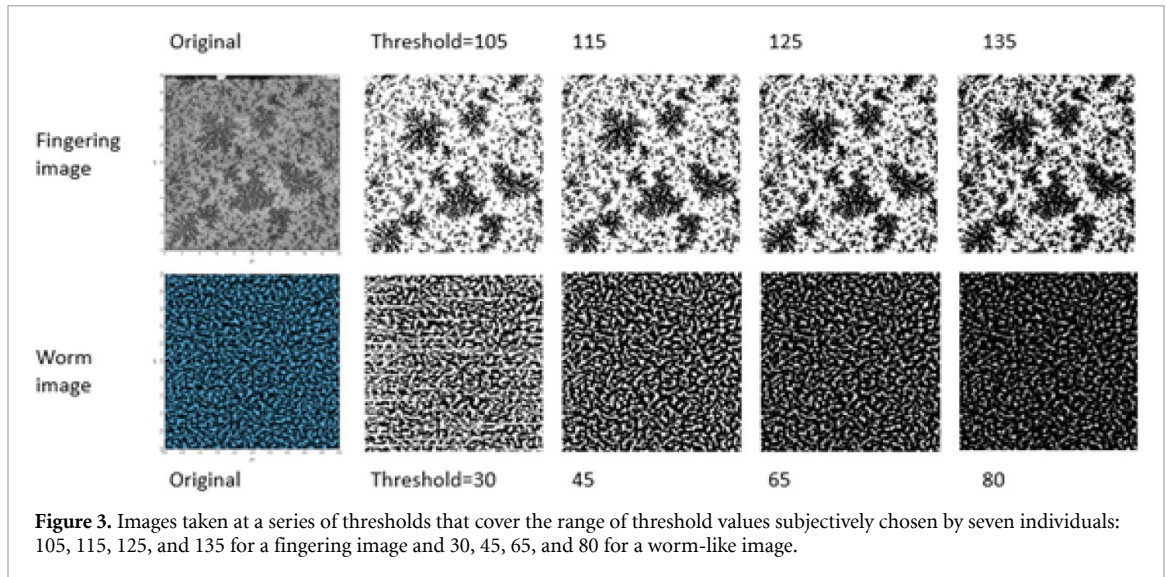 Original Threshold=105 115 125 135
Fingering
image
Worm
image
Original Threshold=30 45 65 80
Figure 3. Images taken at a series of thresholds that cover the range of threshold values subjectively chosen by seven individuals:
105, 115, 125, and 135 for a fingering image and 30, 45, 65, and 80 for a worm-like image.